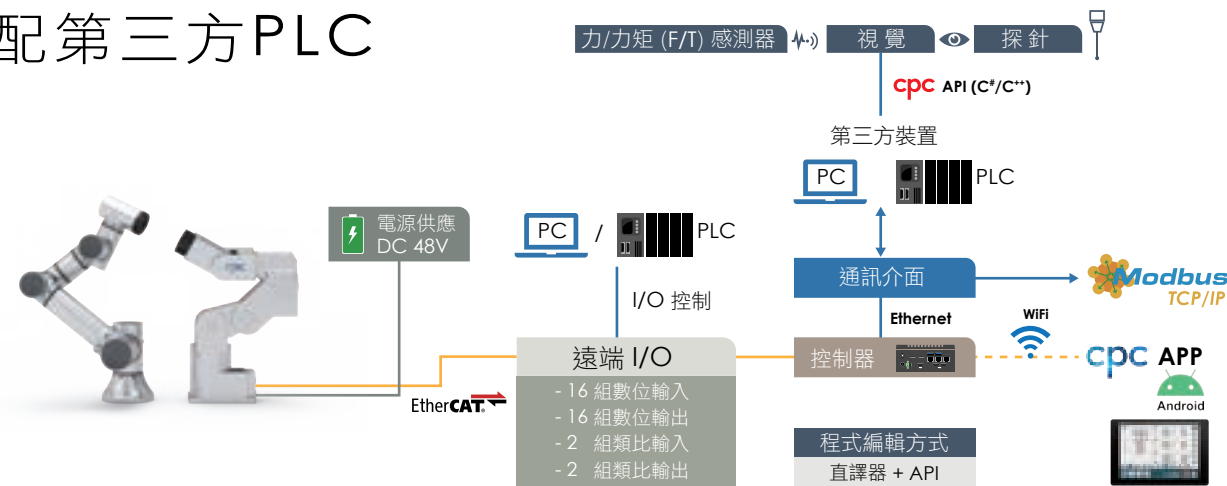 配第三方PLC
力/力矩 (F/T) 感測器
視覺
探針
cpc API (C#/C++)
第三方裝置
PC
PLC
電源供應
DC 48V
PC / PLC
I/O 控制
通訊介面
Modbus
TCP/IP
Ethernet
WiFi
遠端 I/O
控制器
cpc APP
Android
EtherCAT
- 16 組數位輸入
- 16 組數位輸出
- 2 組類比輸入
- 2 組類比輸出
程式編輯方式
直譯器 + API